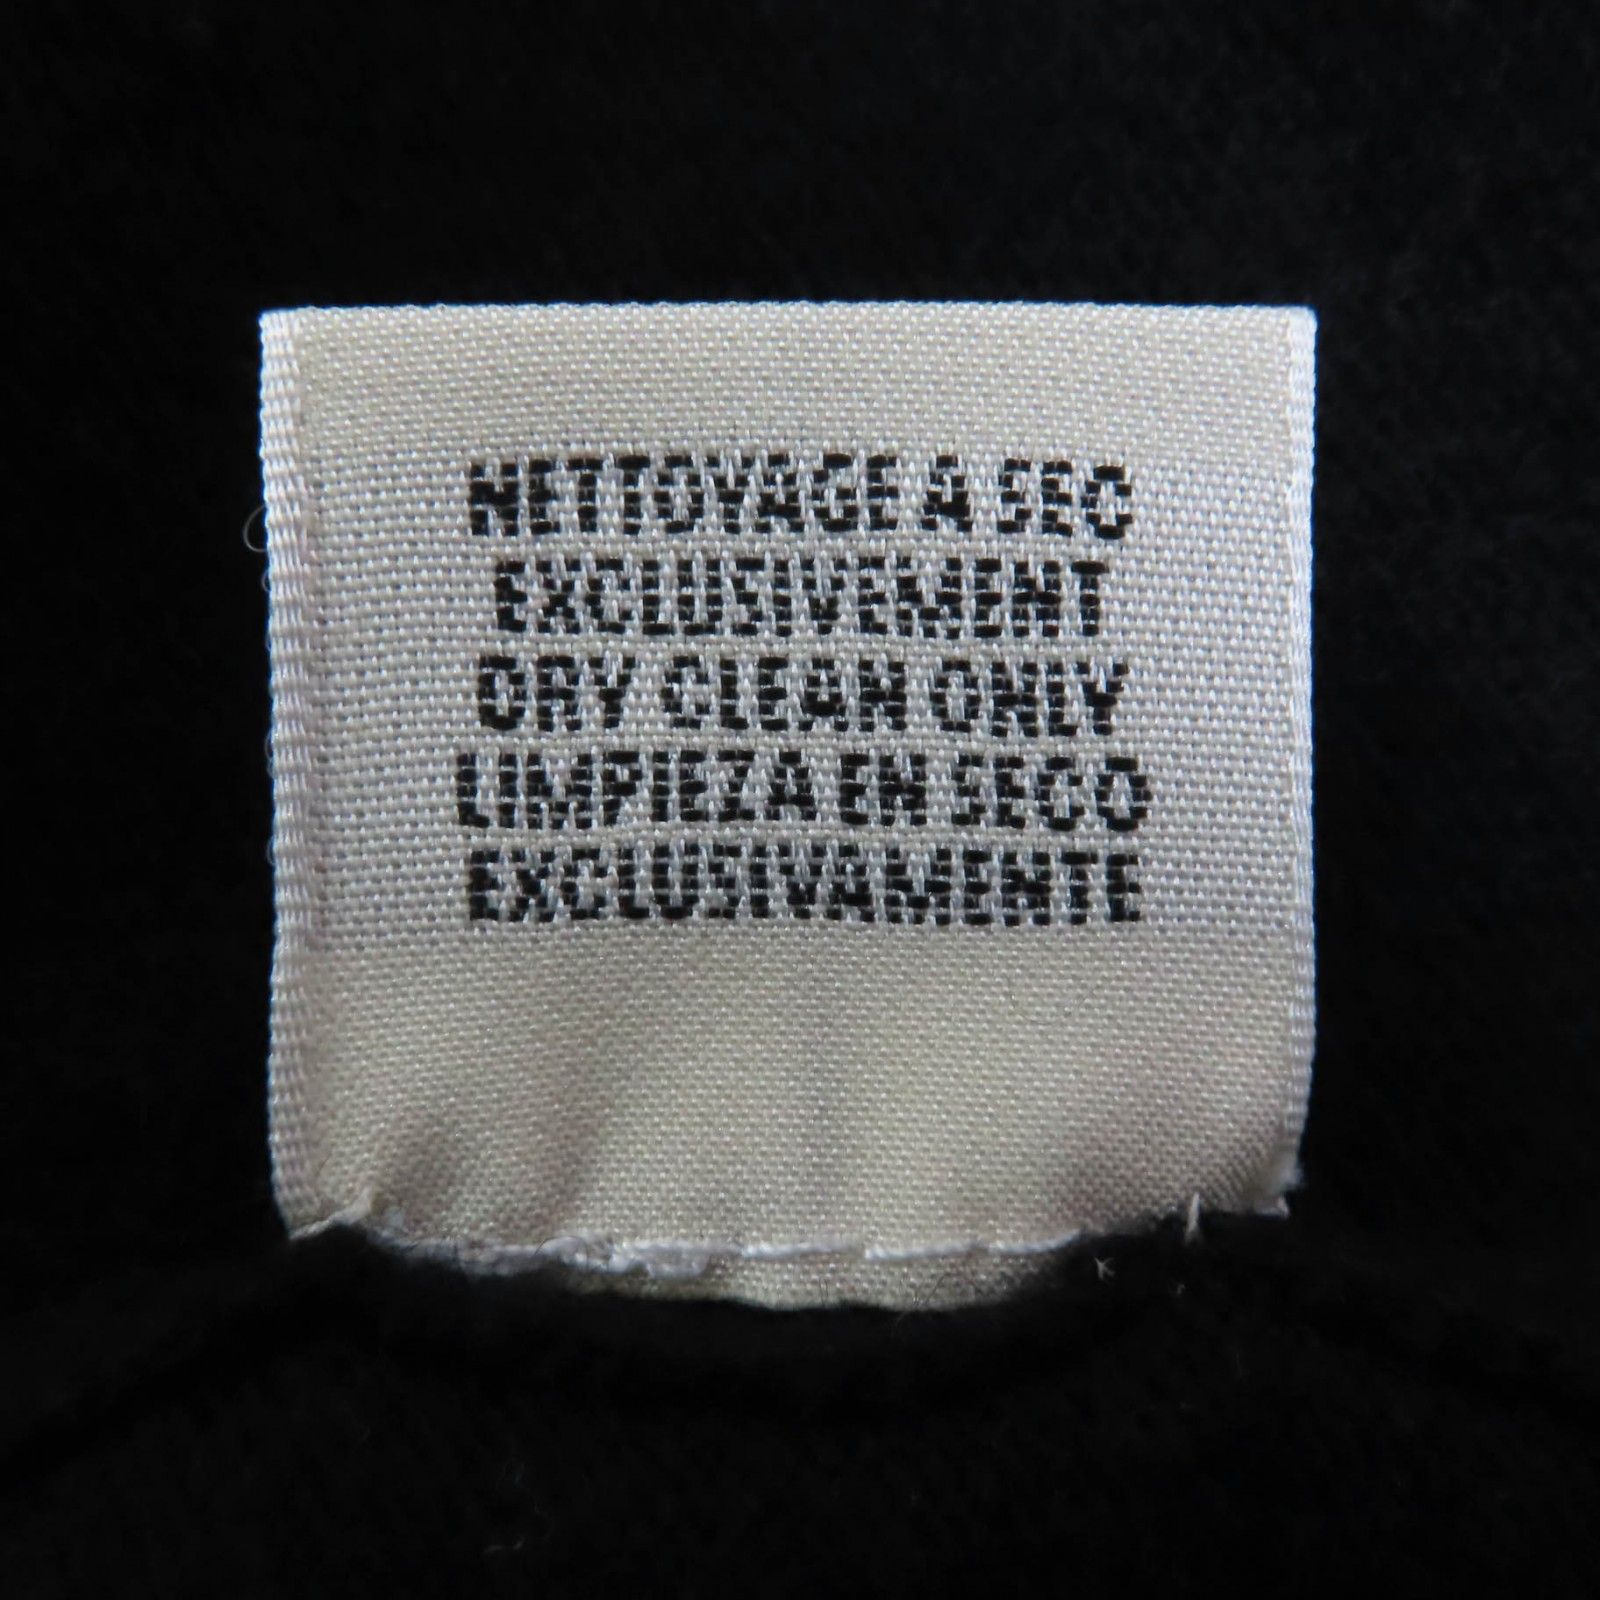 NETTOYAGE A SEC
EXCLUSIVEMENT
DRY CLEAN ONLY
LIMPIEZA EN SECO
EXCLUSIVAMENTE